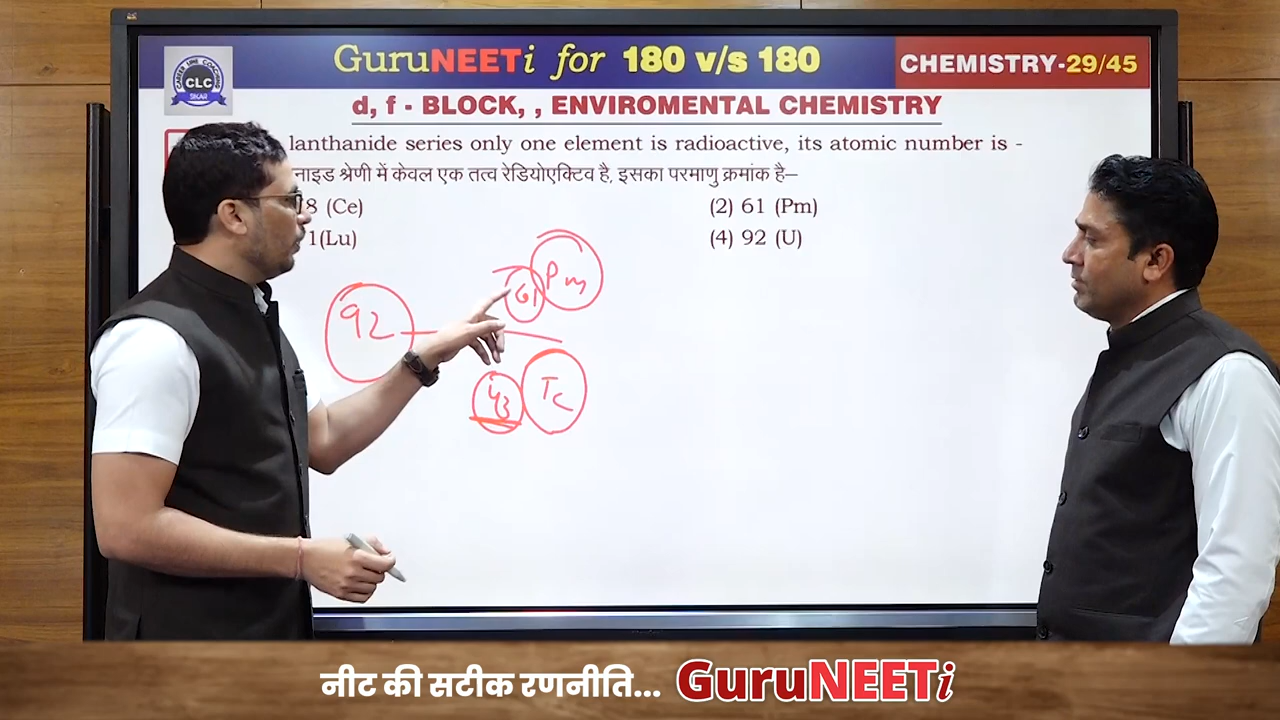 GuruNEETi for 180 v/s 180
CHEMISTRY-29/45
CAREER LINE COACHING
CLC
SIKAR
d, f - BLOCK, , ENVIROMENTAL CHEMISTRY
lanthanide series only one element is radioactive, its atomic number is -
नाइड श्रेणी में केवल एक तत्व रेडियोएक्टिव है, इसका परमाणु क्रमांक है–
8 (Ce)
(2) 61 (Pm)
1(Lu)
(4) 92 (U)
61 Pm
92
43 Tc
नीट की सटीक रणनीति... GuruNEETi